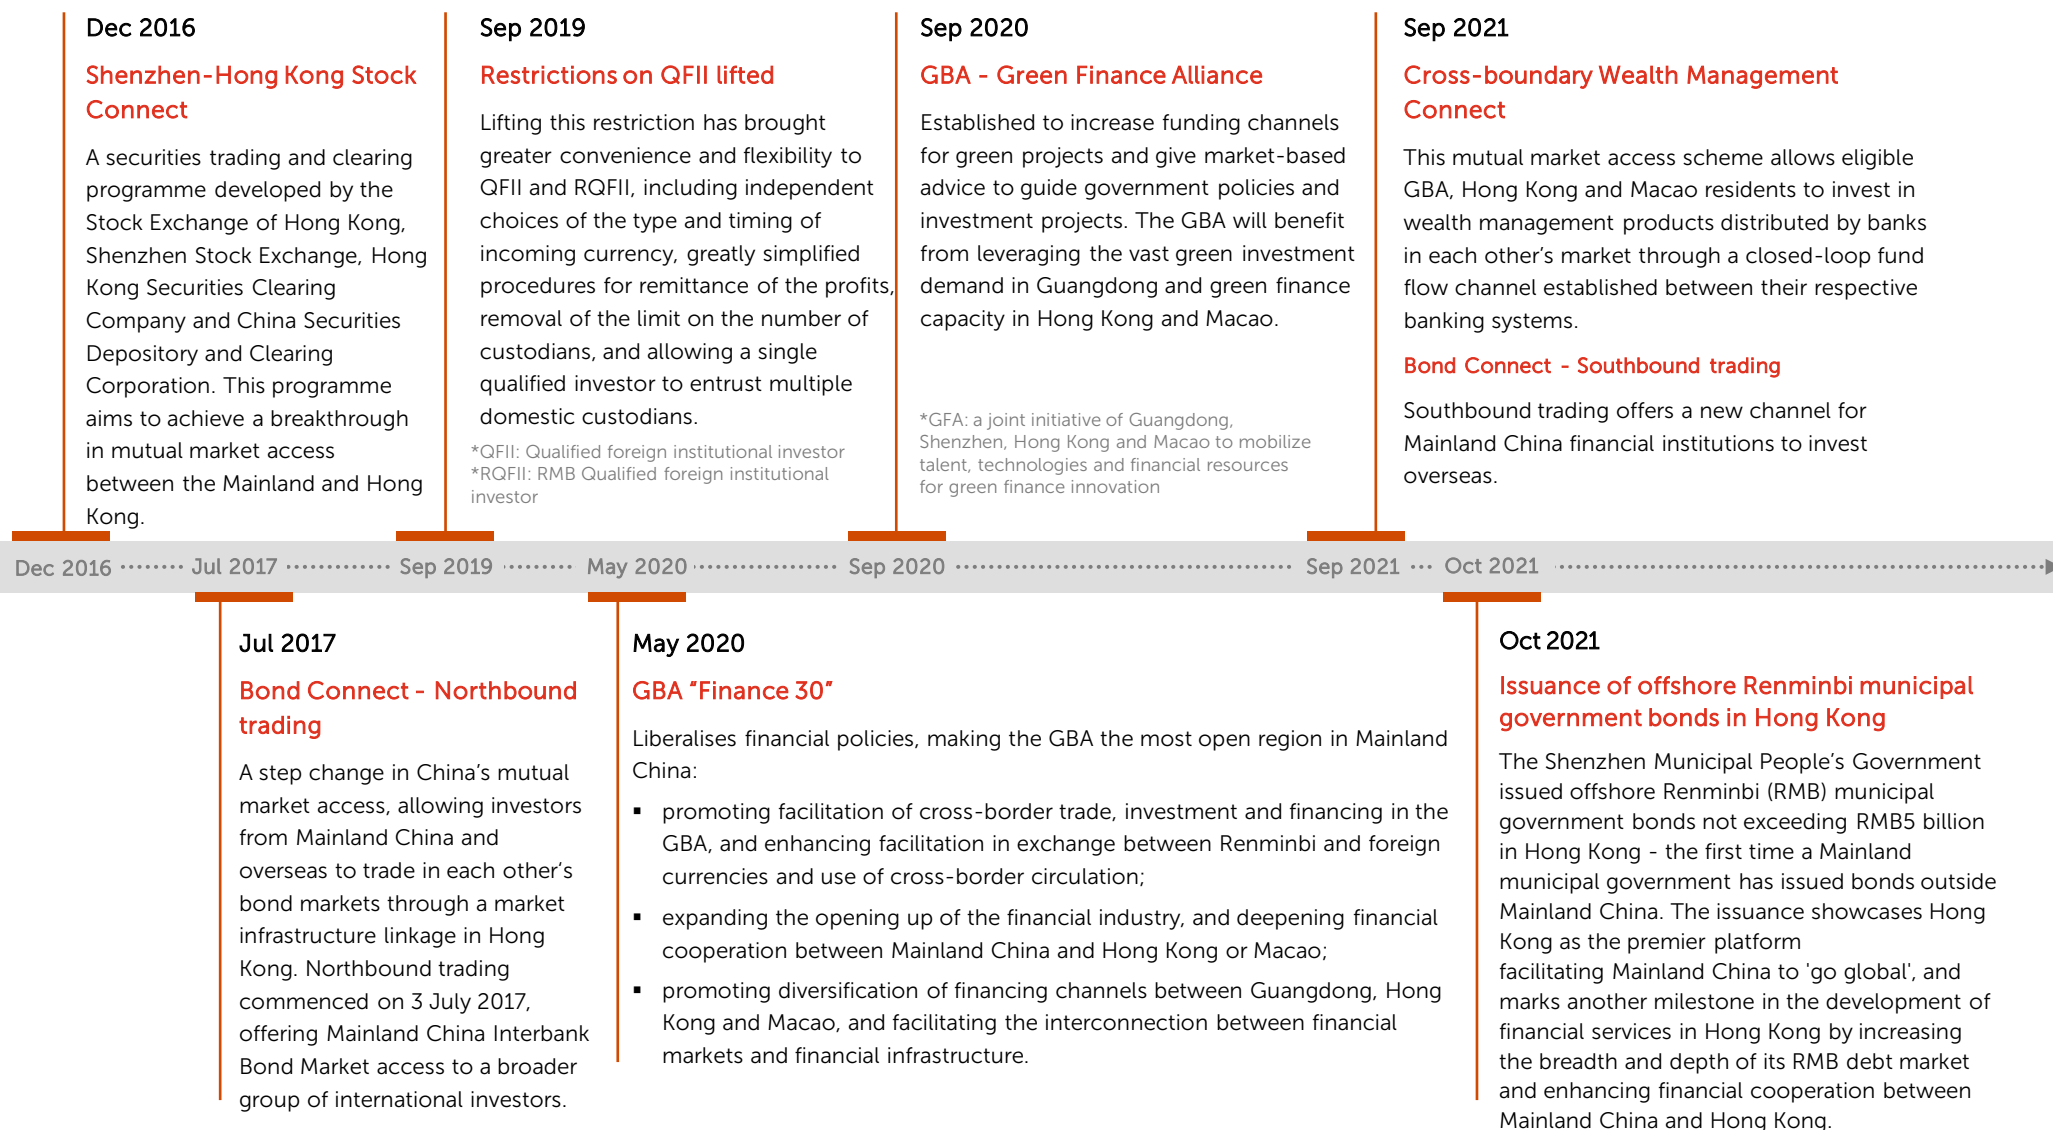 Dec 2016
Shenzhen-Hong Kong Stock
Connect
A securities trading and clearing
programme developed by the
Stock Exchange of Hong Kong,
Shenzhen Stock Exchange, Hong
Kong Securities Clearing
Company and China Securities
Depository and Clearing
Corporation. This programme
aims to achieve a breakthrough
in mutual market access
between the Mainland and Hong
Kong.
Sep 2019
Restrictions on QFII lifted
Lifting this restriction has brought
greater convenience and flexibility to
QFII and RQFII, including independent
choices of the type and timing of
incoming currency, greatly simplified
procedures for remittance of the profits,
removal of the limit on the number of
custodians, and allowing a single
qualified investor to entrust multiple
domestic custodians.
*QFII: Qualified foreign institutional investor
*RQFII: RMB Qualified foreign institutional
investor
Sep 2020
GBA - Green Finance Alliance
Established to increase funding channels
for green projects and give market-based
advice to guide government policies and
investment projects. The GBA will benefit
from leveraging the vast green investment
demand in Guangdong and green finance
capacity in Hong Kong and Macao.
*GFA: a joint initiative of Guangdong,
Shenzhen, Hong Kong and Macao to mobilize
talent, technologies and financial resources
for green finance innovation
Sep 2021
Cross-boundary Wealth Management
Connect
This mutual market access scheme allows eligible
GBA, Hong Kong and Macao residents to invest in
wealth management products distributed by banks
in each other's market through a closed-loop fund
flow channel established between their respective
banking systems.
Bond Connect - Southbound trading
Southbound trading offers a new channel for
Mainland China financial institutions to invest
overseas.
Dec 2016 Jul 2017 Sep 2019 May 2020 Sep 2020 Sep 2021 Oct 2021
Jul 2017
Bond Connect - Northbound
trading
A step change in China's mutual
market access, allowing investors
from Mainland China and
overseas to trade in each other's
bond markets through a market
infrastructure linkage in Hong
Kong. Northbound trading
commenced on 3 July 2017,
offering Mainland China Interbank
Bond Market access to a broader
group of international investors.
May 2020
GBA "Finance 30"
Liberalises financial policies, making the GBA the most open region in Mainland
China:
▪ promoting facilitation of cross-border trade, investment and financing in the
GBA, and enhancing facilitation in exchange between Renminbi and foreign
currencies and use of cross-border circulation;
▪ expanding the opening up of the financial industry, and deepening financial
cooperation between Mainland China and Hong Kong or Macao;
▪ promoting diversification of financing channels between Guangdong, Hong
Kong and Macao, and facilitating the interconnection between financial
markets and financial infrastructure.
Oct 2021
Issuance of offshore Renminbi municipal
government bonds in Hong Kong
The Shenzhen Municipal People's Government
issued offshore Renminbi (RMB) municipal
government bonds not exceeding RMB5 billion
in Hong Kong - the first time a Mainland
municipal government has issued bonds outside
Mainland China. The issuance showcases Hong
Kong as the premier platform
facilitating Mainland China to 'go global', and
marks another milestone in the development of
financial services in Hong Kong by increasing
the breadth and depth of its RMB debt market
and enhancing financial cooperation between
Mainland China and Hong Kong.